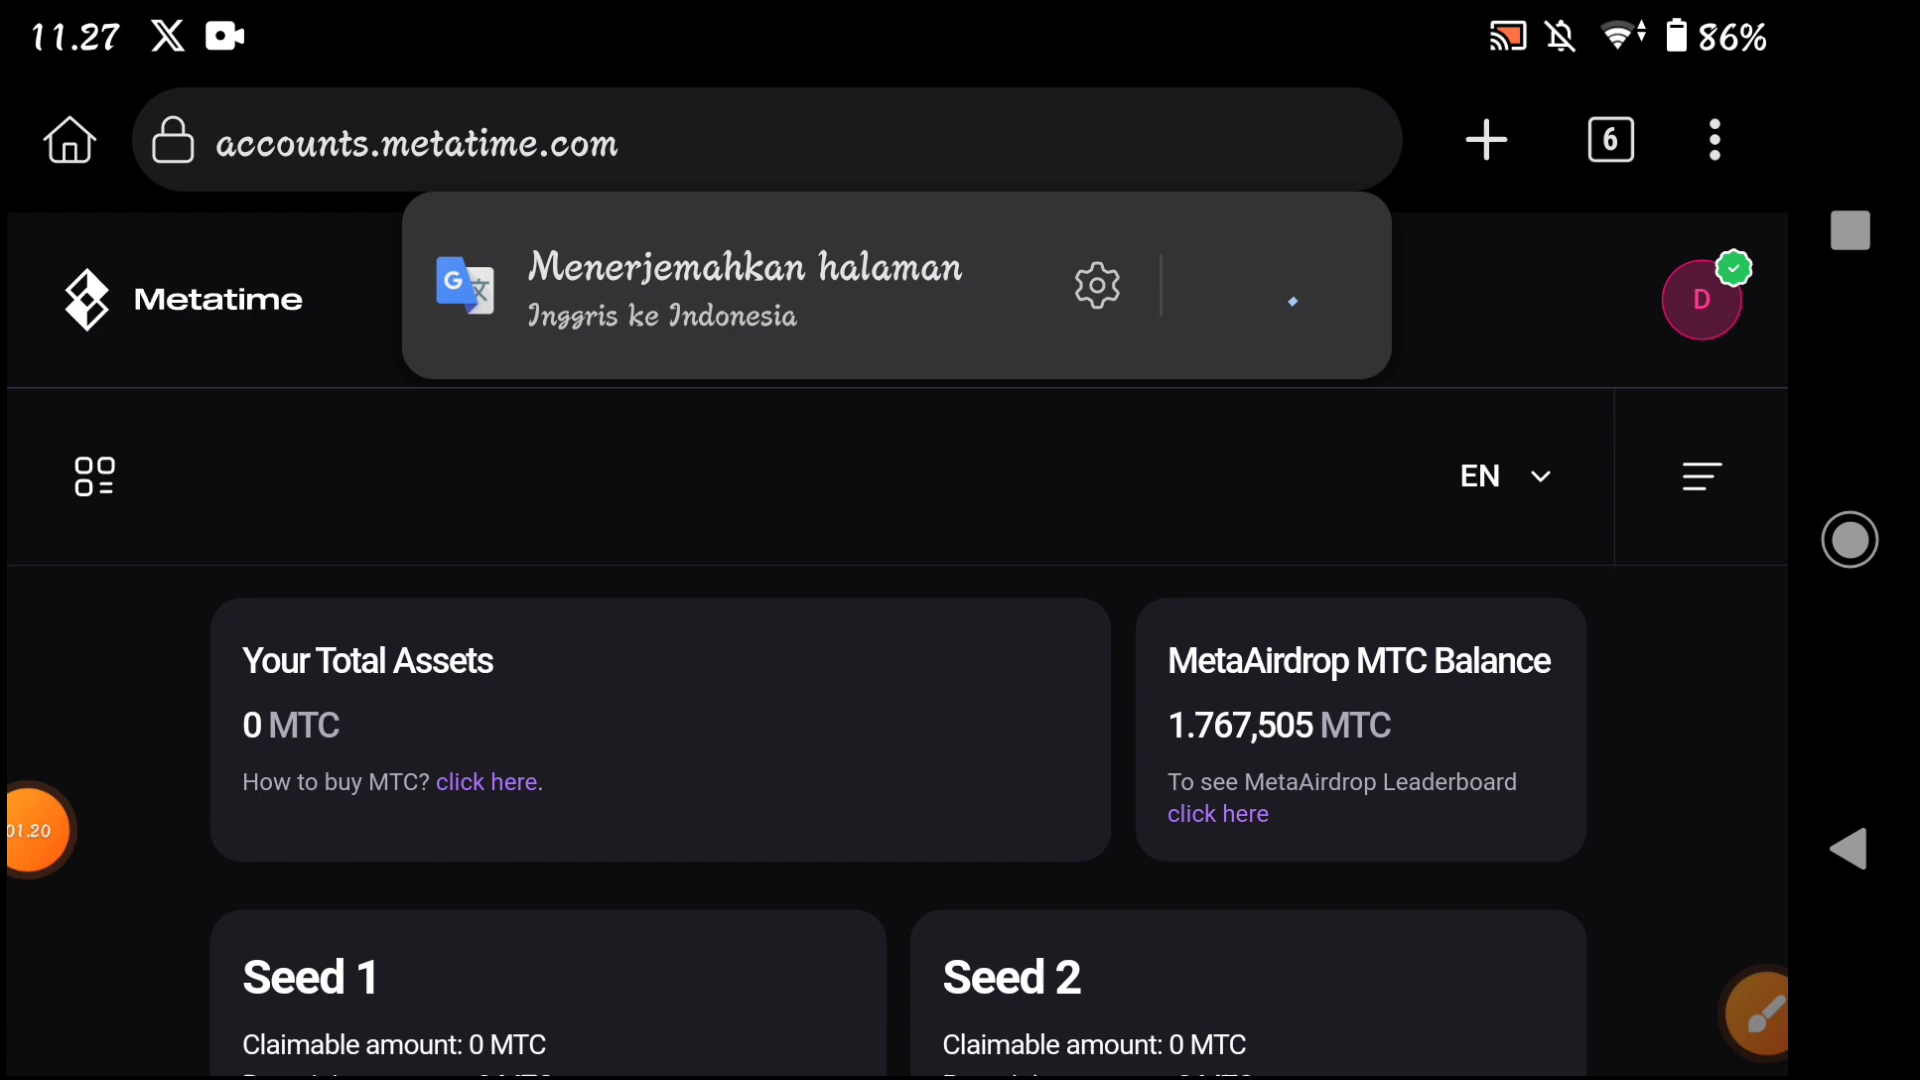 11.27
86%
accounts.metatime.com
6
Menerjemahkan halaman
Inggris ke Indonesia
Metatime
D
EN
Your Total Assets
0 MTC
How to buy MTC? click here.
MetaAirdrop MTC Balance
1.767,505 MTC
To see MetaAirdrop Leaderboard
click here
01.20
Seed 1
Claimable amount: 0 MTC
Seed 2
Claimable amount: 0 MTC